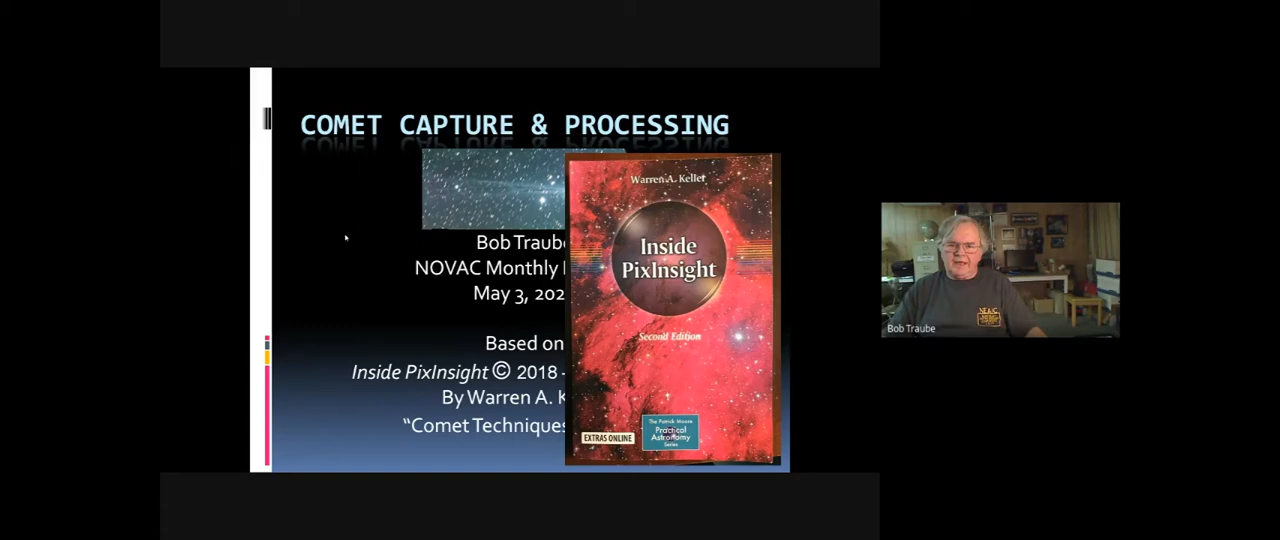 COMET CAPTURE & PROCESSING
Bob Traube
NOVAC Monthly
May 3, 202
Based on
Inside PixInsight © 2018 -
By Warren A. K
“Comet Techniques
Warren A. Keller
Inside
PixInsight
Second Edition
EXTRAS ONLINE
The Patrick Moore
Practical
Astronomy
Series
NEAIC
Bob Traube